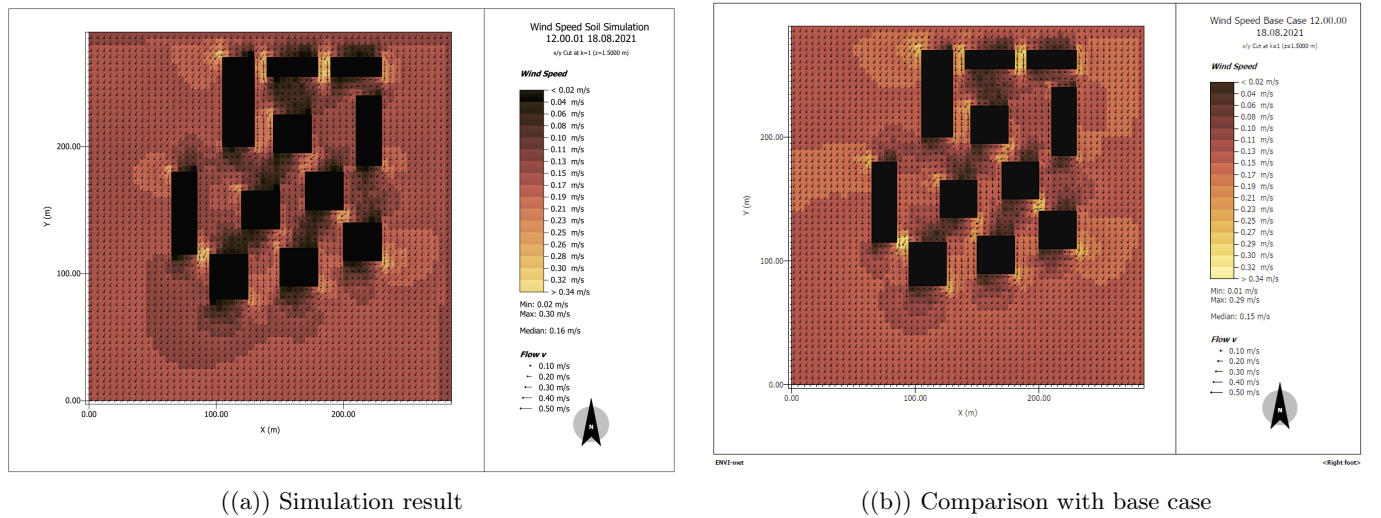 Wind Speed Soil Simulation
12.00.01 18.08.2021
x/y Cut at k=1 (z=1.5000 m)
Wind Speed
< 0.02 m/s
0.04 m/s
0.06 m/s
0.08 m/s
0.10 m/s
0.11 m/s
0.13 m/s
0.15 m/s
0.17 m/s
0.19 m/s
0.21 m/s
0.23 m/s
0.25 m/s
0.26 m/s
0.28 m/s
0.30 m/s
0.32 m/s
> 0.34 m/s
Min: 0.02 m/s
Max: 0.30 m/s
Median: 0.16 m/s
Flow v
0.10 m/s
0.20 m/s
0.30 m/s
0.40 m/s
0.50 m/s
N
200.00
100.00
0.00
Y (m)
0.00 100.00 200.00
X (m)
((a)) Simulation result
Wind Speed Base Case 12.00.00
18.08.2021
x/y Cut at k=1 (z=1.5000 m)
Wind Speed
< 0.02 m/s
0.04 m/s
0.06 m/s
0.08 m/s
0.10 m/s
0.11 m/s
0.13 m/s
0.15 m/s
0.17 m/s
0.19 m/s
0.21 m/s
0.23 m/s
0.25 m/s
0.27 m/s
0.29 m/s
0.30 m/s
0.32 m/s
> 0.34 m/s
Min: 0.01 m/s
Max: 0.29 m/s
Median: 0.15 m/s
Flow v
0.10 m/s
0.20 m/s
0.30 m/s
0.40 m/s
0.50 m/s
N
200.00
100.00
0.00
Y (m)
0.00 100.00 200.00
X (m)
ENVI-met <Right foot>
((b)) Comparison with base case